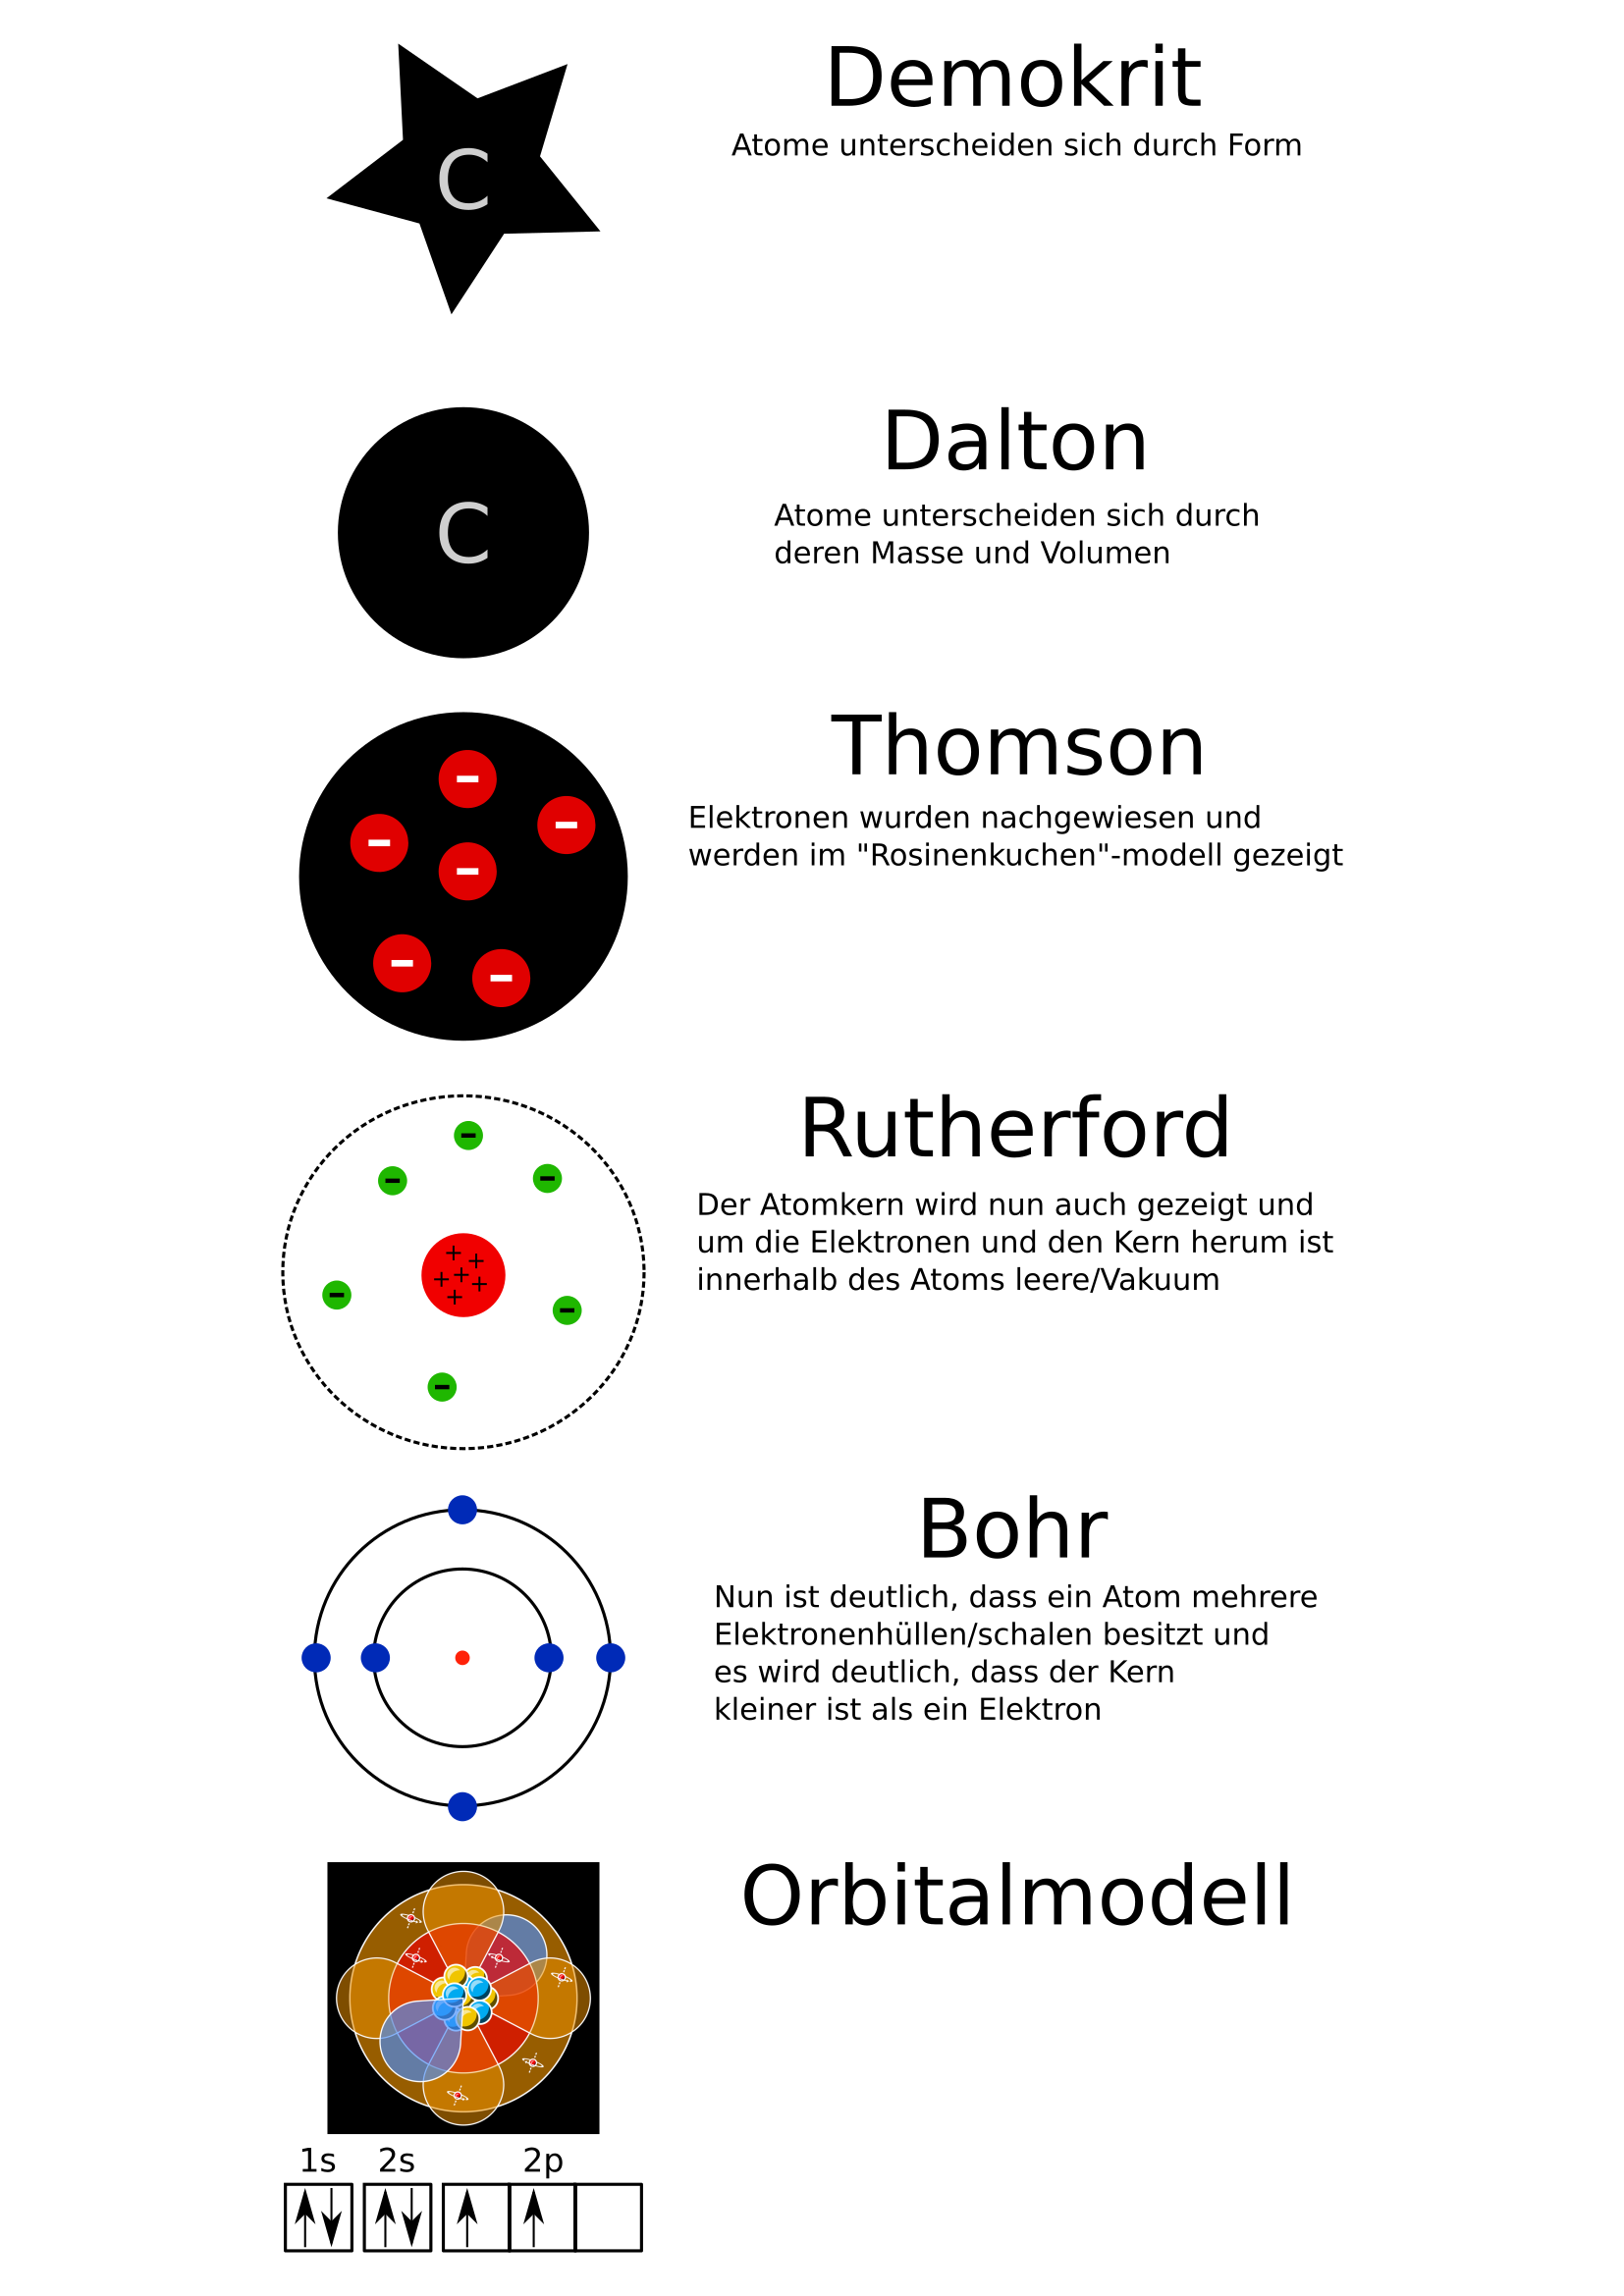 Demokrit
Atome unterscheiden sich durch Form
C
Dalton
Atome unterscheiden sich durch
deren Masse und Volumen
C
Thomson
Elektronen wurden nachgewiesen und
werden im "Rosinenkuchen"-modell gezeigt
- - - - - -
Rutherford
Der Atomkern wird nun auch gezeigt und
um die Elektronen und den Kern herum ist
innerhalb des Atoms leere/Vakuum
- - - - - -
+ + + + + +
Bohr
Nun ist deutlich, dass ein Atom mehrere
Elektronenhüllen/schalen besitzt und
es wird deutlich, dass der Kern
kleiner ist als ein Elektron
Orbitalmodell
1s 2s 2p